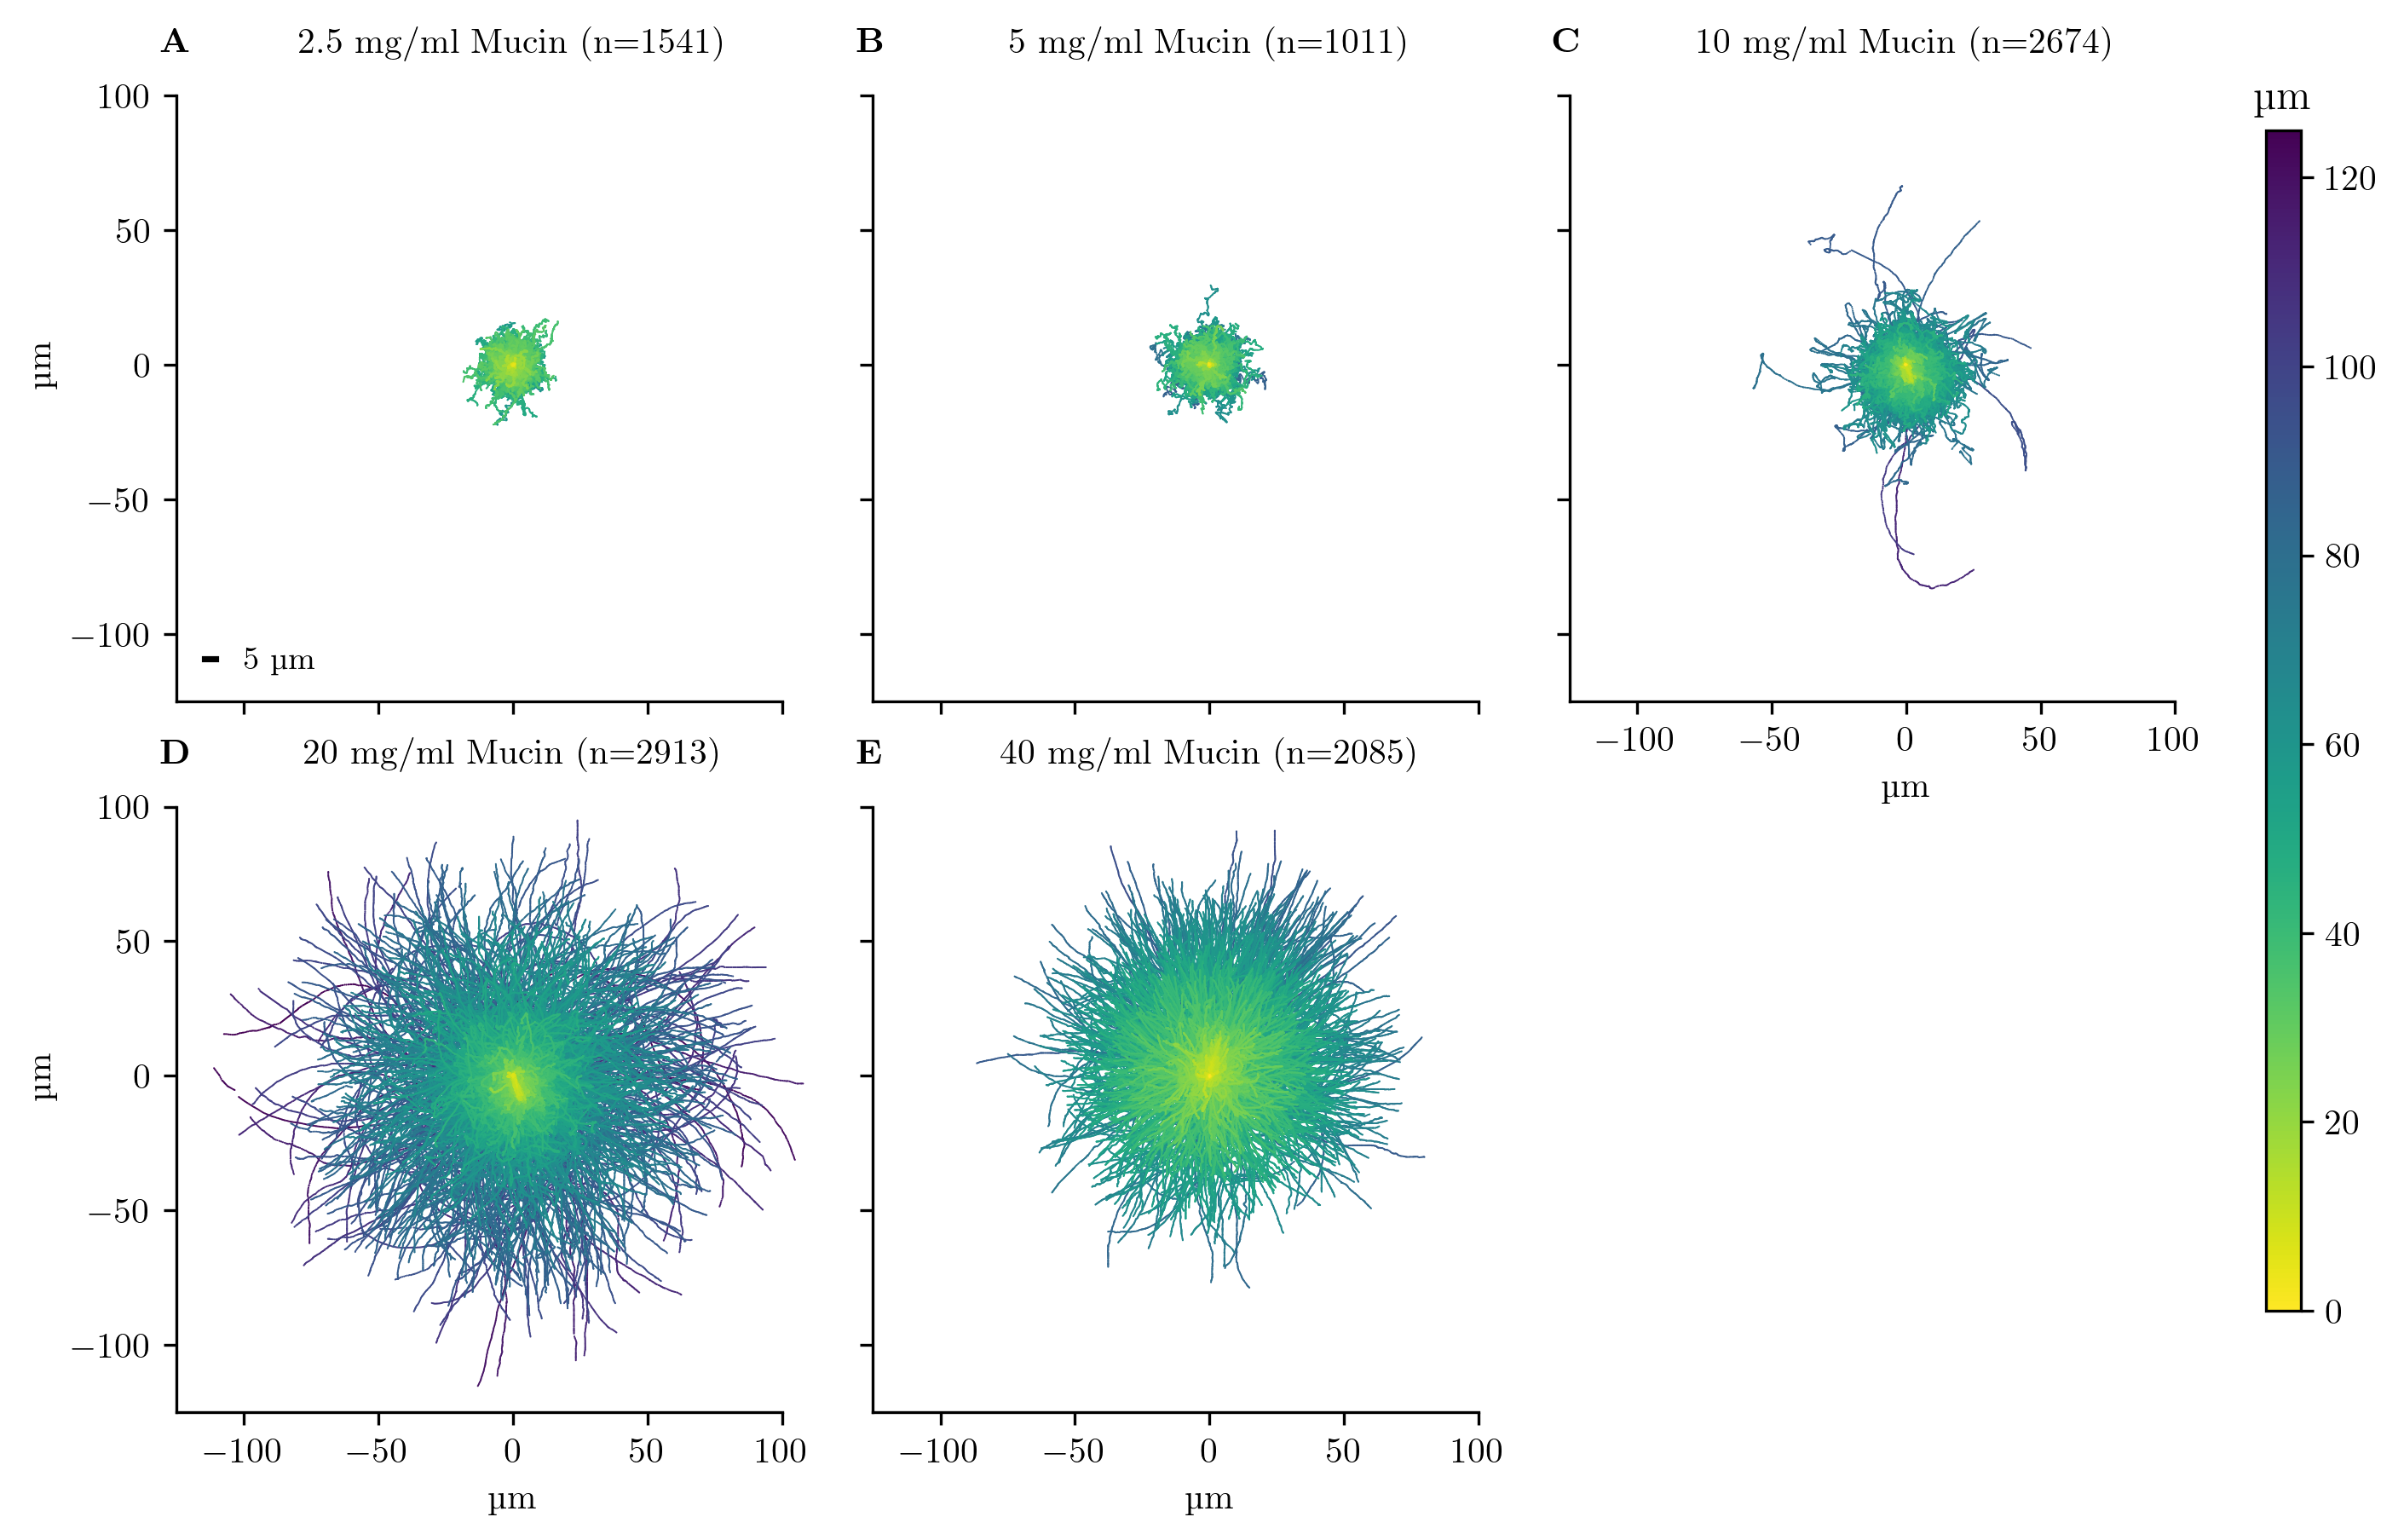 A 2.5 mg/ml Mucin (n=1541)
B 5 mg/ml Mucin (n=1011)
C 10 mg/ml Mucin (n=2674)
100
50
0
−50
−100
µm
5 µm
−100 −50 0 50 100
µm
D 20 mg/ml Mucin (n=2913)
E 40 mg/ml Mucin (n=2085)
100
50
0
−50
−100
µm
−100 −50 0 50 100
µm
−100 −50 0 50 100
µm
µm
120
100
80
60
40
20
0